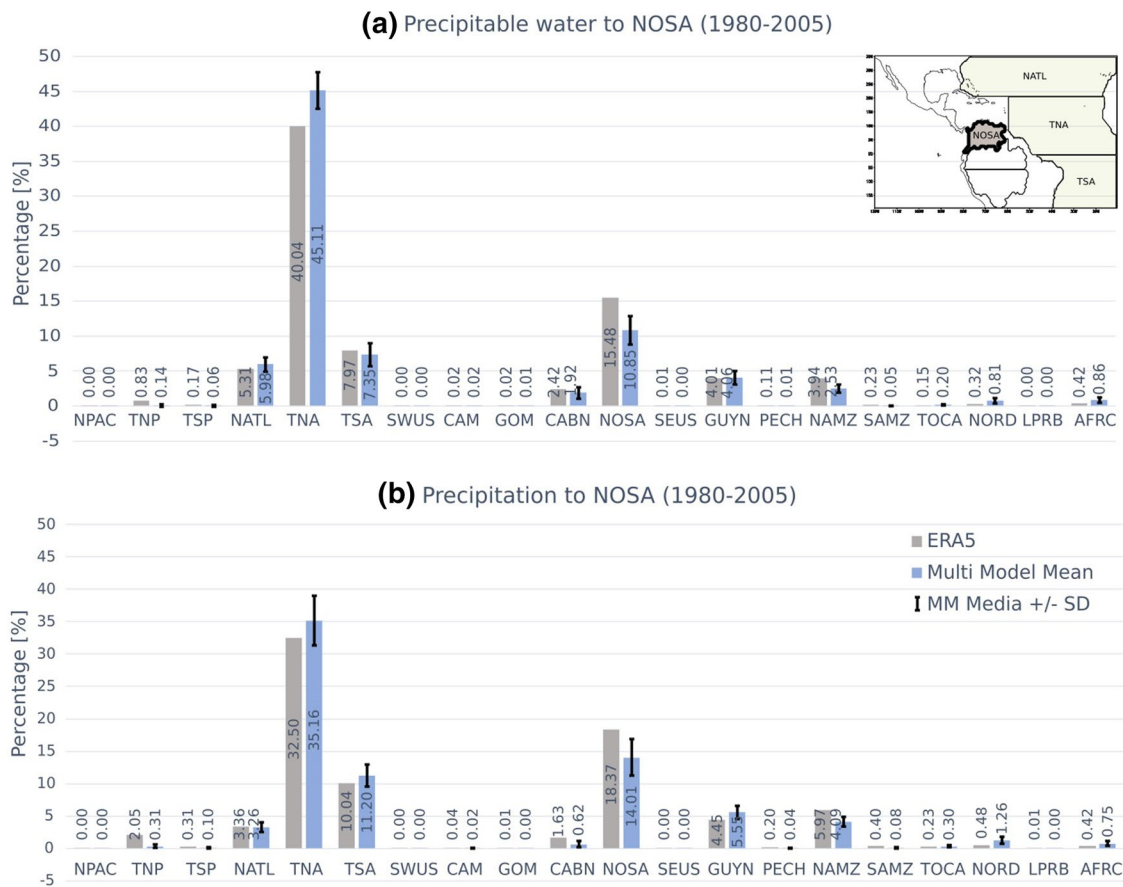 (a) Precipitable water to NOSA (1980-2005)
50
45
40
35
30
25
20
15
10
5
0
-5
Percentage [%]
NATL
TNA
NOSA
TSA
0.00 0.00 0.83 0.14 0.17 0.06 5.31 5.98 40.04 45.11 7.97 7.35 0.00 0.00 0.02 0.02 0.02 0.01 2.42 1.92 15.48 10.85 0.01 0.00 4.01 4.06 0.11 0.01 3.94 2.53 0.23 0.05 0.15 0.20 0.32 0.81 0.00 0.00 0.42 0.86
NPAC TNP TSP NATL TNA TSA SWUS CAM GOM CABN NOSA SEUS GUYN PECH NAMZ SAMZ TOCA NORD LPRB AFRC
(b) Precipitation to NOSA (1980-2005)
50
45
40
35
30
25
20
15
10
5
0
-5
Percentage [%]
ERA5
Multi Model Mean
MM Media +/- SD
0.00 0.00 2.05 0.31 0.31 0.10 3.36 3.26 32.50 35.16 10.04 11.20 0.00 0.00 0.04 0.02 0.01 0.00 1.63 0.62 18.37 14.01 0.00 0.00 4.45 0.20 0.04 5.97 4.09 0.40 0.08 0.23 0.30 0.48 1.26 0.01 0.00 0.42 0.75
NPAC TNP TSP NATL TNA TSA SWUS CAM GOM CABN NOSA SEUS GUYN PECH NAMZ SAMZ TOCA NORD LPRB AFRC